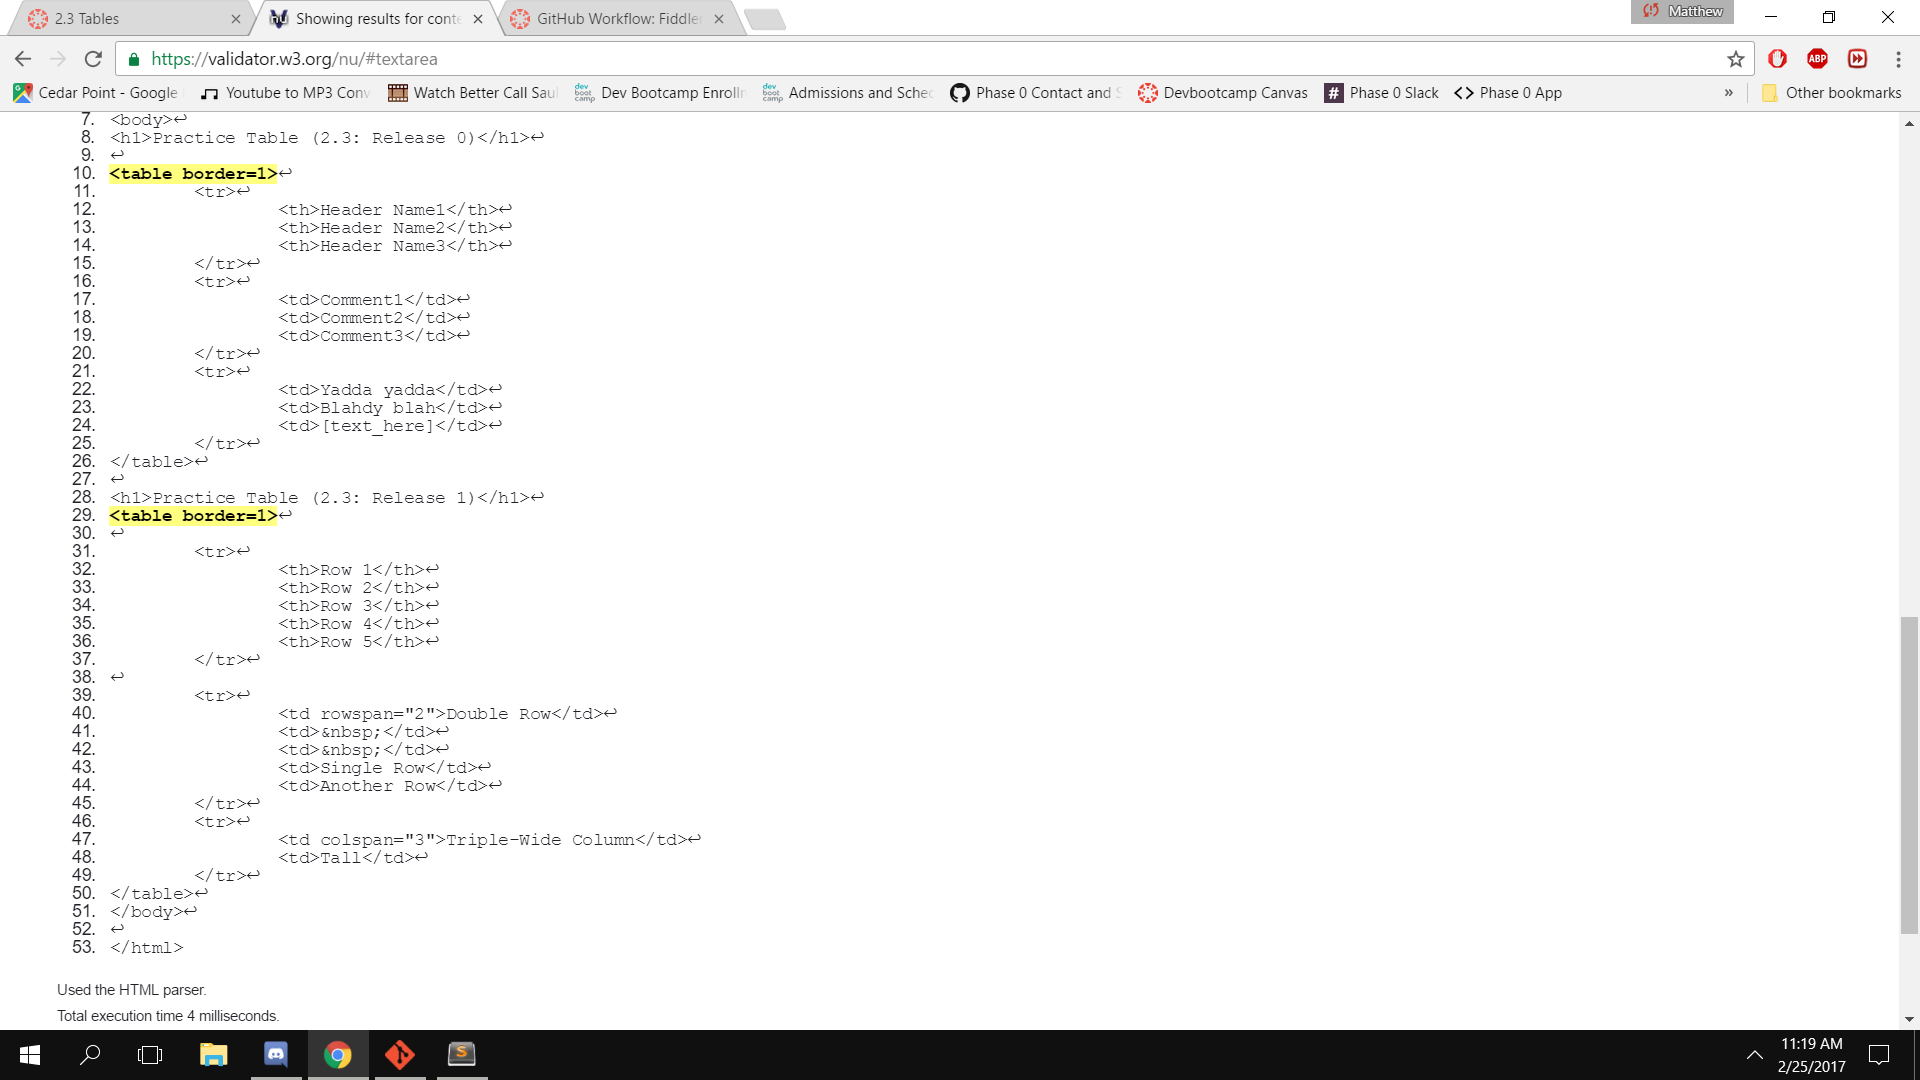 2.3 Tables
Showing results for conte
GitHub Workflow: Fiddler
Matthew
https://validator.w3.org/nu/#textarea
ABP
Cedar Point - Google
Youtube to MP3 Conv
Watch Better Call Saul
dev boot camp
Dev Bootcamp Enrollm
dev boot camp
Admissions and Sched
Phase 0 Contact and S
Devbootcamp Canvas
#
Phase 0 Slack
<> Phase 0 App
»
Other bookmarks
7. <body>↩
8. <h1>Practice Table (2.3: Release 0)</h1>↩
9. ↩
10. <table border=1>↩
11. <tr>↩
12. <th>Header Name1</th>↩
13. <th>Header Name2</th>↩
14. <th>Header Name3</th>↩
15. </tr>↩
16. <tr>↩
17. <td>Comment1</td>↩
18. <td>Comment2</td>↩
19. <td>Comment3</td>↩
20. </tr>↩
21. <tr>↩
22. <td>Yadda yadda</td>↩
23. <td>Blahdy blah</td>↩
24. <td>[text_here]</td>↩
25. </tr>↩
26. </table>↩
27. ↩
28. <h1>Practice Table (2.3: Release 1)</h1>↩
29. <table border=1>↩
30. ↩
31. <tr>↩
32. <th>Row 1</th>↩
33. <th>Row 2</th>↩
34. <th>Row 3</th>↩
35. <th>Row 4</th>↩
36. <th>Row 5</th>↩
37. </tr>↩
38. ↩
39. <tr>↩
40. <td rowspan="2">Double Row</td>↩
41. <td>&nbsp;</td>↩
42. <td>&nbsp;</td>↩
43. <td>Single Row</td>↩
44. <td>Another Row</td>↩
45. </tr>↩
46. <tr>↩
47. <td colspan="3">Triple-Wide Column</td>↩
48. <td>Tall</td>↩
49. </tr>↩
50. </table>↩
51. </body>↩
52. ↩
53. </html>
Used the HTML parser.
Total execution time 4 milliseconds.
S
11:19 AM
2/25/2017